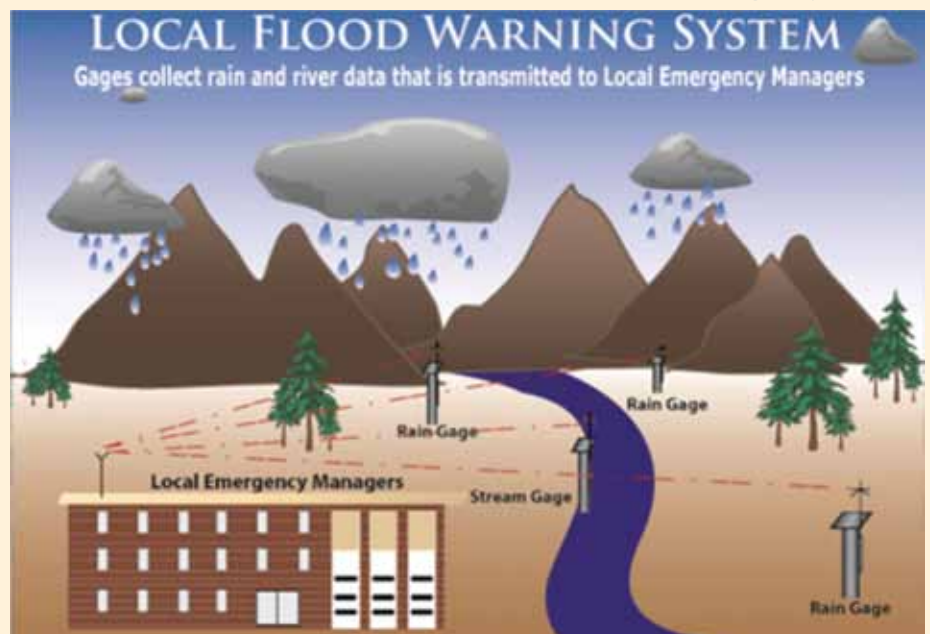 LOCAL FLOOD WARNING SYSTEM
Gages collect rain and river data that is transmitted to Local Emergency Managers
Rain Gage
Rain Gage
Local Emergency Managers
Stream Gage
Rain Gage